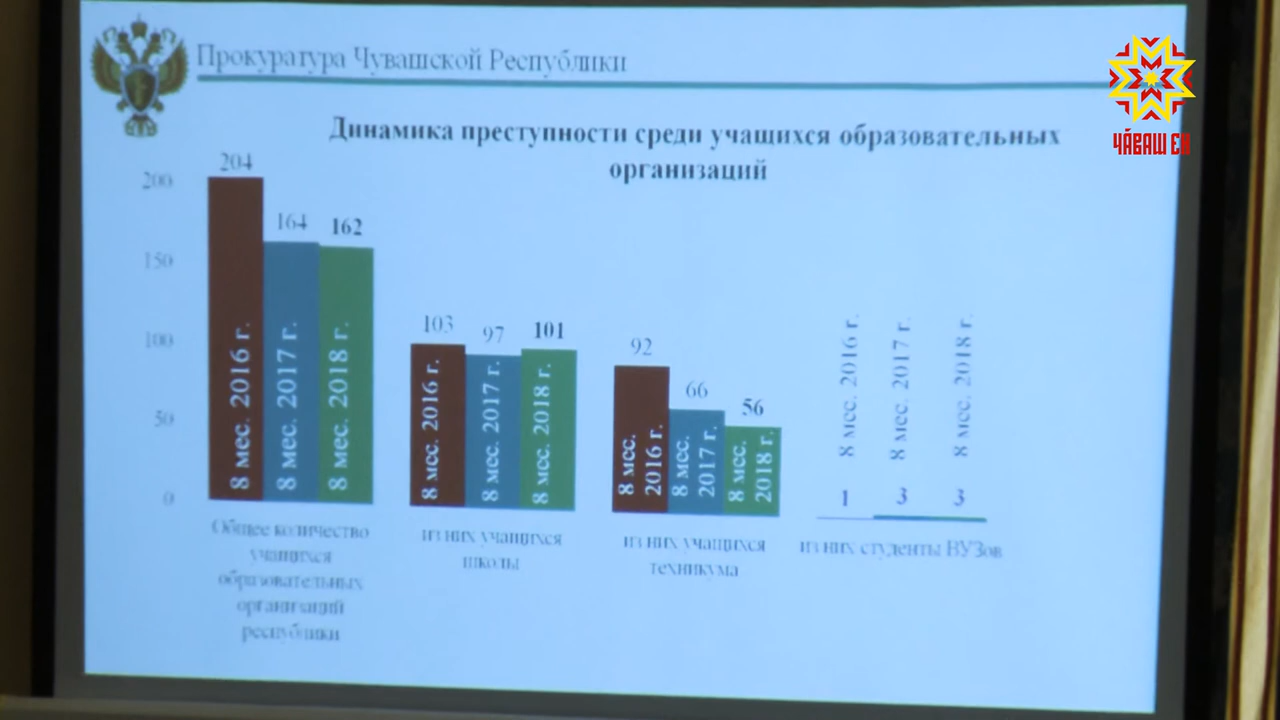 Прокуратура Чувашской Республики
ЧӐВАШ ЕН
Динамика преступности среди учащихся образовательных
организаций
200
150
100
50
0
204
164
162
8 мес. 2016 г.
8 мес. 2017 г.
8 мес. 2018 г.
Общее количество
учащихся
образовательных
организаций
республики
103
97
101
8 мес. 2016 г.
8 мес. 2017 г.
8 мес. 2018 г.
из них учащихся
школы
92
66
56
8 мес.
2016 г.
8 мес.
2017 г.
8 мес.
2018 г.
из них учащихся
техникума
8 мес. 2016 г.
8 мес. 2017 г.
8 мес. 2018 г.
1
3
3
из них студенты ВУЗов